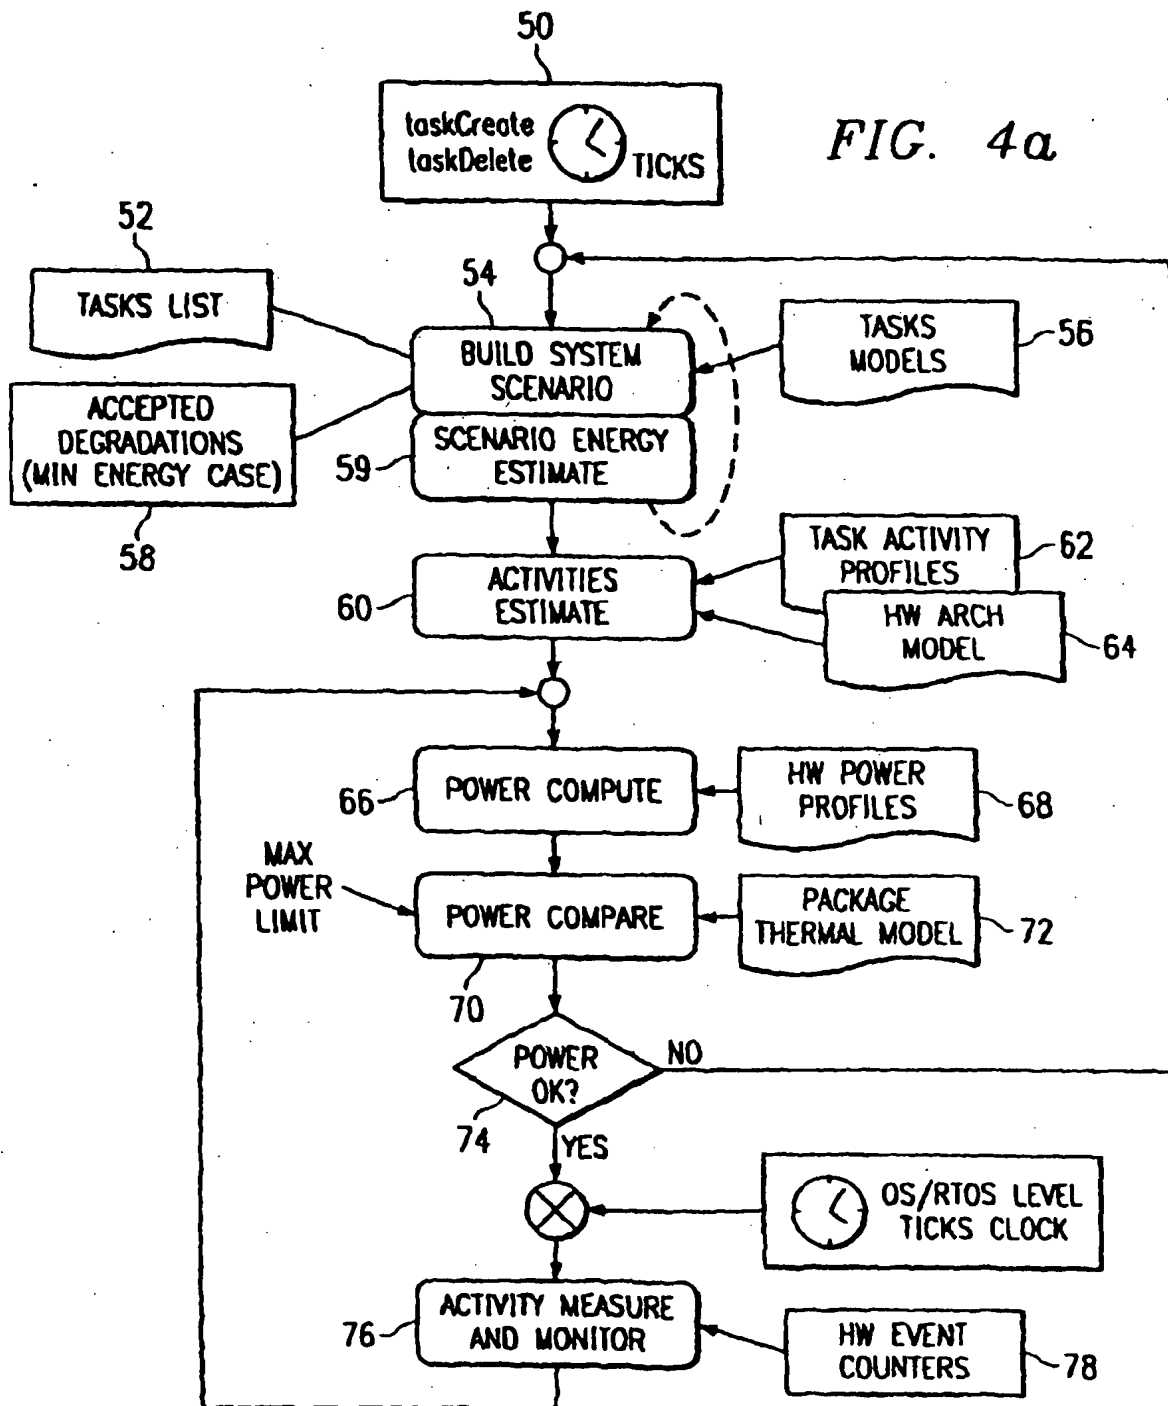 50
taskCreate
taskDelete
TICKS
FIG. 4a
52
TASKS LIST
54
BUILD SYSTEM
SCENARIO
TASKS
MODELS
56
ACCEPTED
DEGRADATIONS
(MIN ENERGY CASE)
58
SCENARIO ENERGY
ESTIMATE
59
ACTIVITIES
ESTIMATE
60
TASK ACTIVITY
PROFILES
62
HW ARCH
MODEL
64
POWER COMPUTE
66
HW POWER
PROFILES
68
MAX
POWER
LIMIT
POWER COMPARE
70
PACKAGE
THERMAL MODEL
72
POWER
OK?
74
NO
YES
OS/RTOS LEVEL
TICKS CLOCK
ACTIVITY MEASURE
AND MONITOR
76
HW EVENT
COUNTERS
78